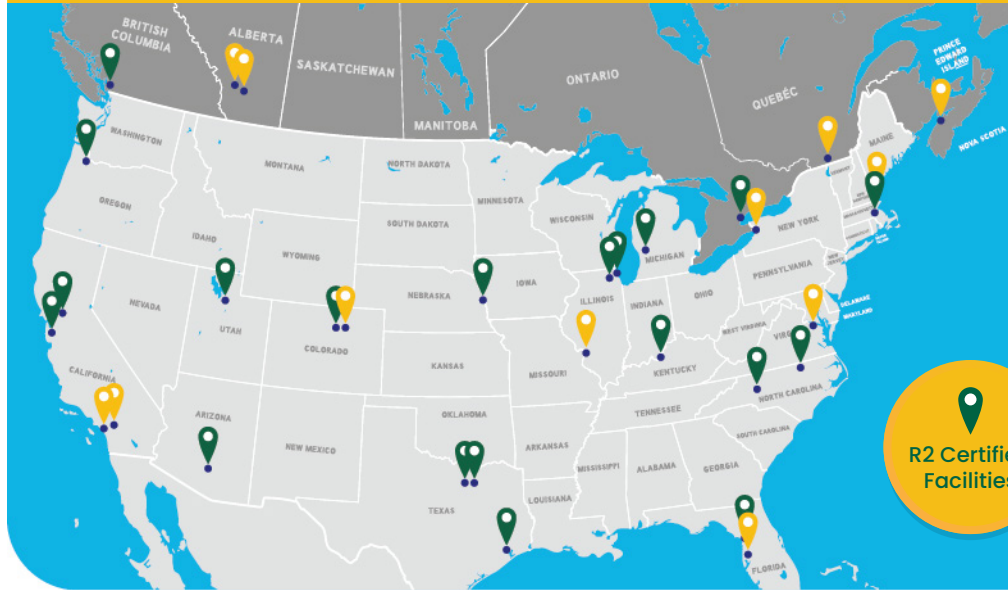 BRITISH
COLUMBIA
ALBERTA
SASKATCHEWAN
MANITOBA
ONTARIO
QUEBÉC
PRINCE
EDWARD
ISLAND
NOVA SCOTIA
MAINE
WASHINGTON
MONTANA
NORTH DAKOTA
MINNESOTA
OREGON
IDAHO
SOUTH DAKOTA
WISCONSIN
MICHIGAN
NEW YORK
WYOMING
NEBRASKA
IOWA
ILLINOIS
INDIANA
OHIO
PENNSYLVANIA
NEVADA
UTAH
COLORADO
KANSAS
MISSOURI
KENTUCKY
WEST VIRGINIA
VIRG
DELAWARE
MARYLAND
CALIFORNIA
ARIZONA
NEW MEXICO
OKLAHOMA
ARKANSAS
TENNESSEE
NORTH CAROLINA
SOUTH CAROLINA
MISSISSIPPI
ALABAMA
GEORGIA
TEXAS
LOUISIANA
FLORIDA
R2 Certifie
Facilities